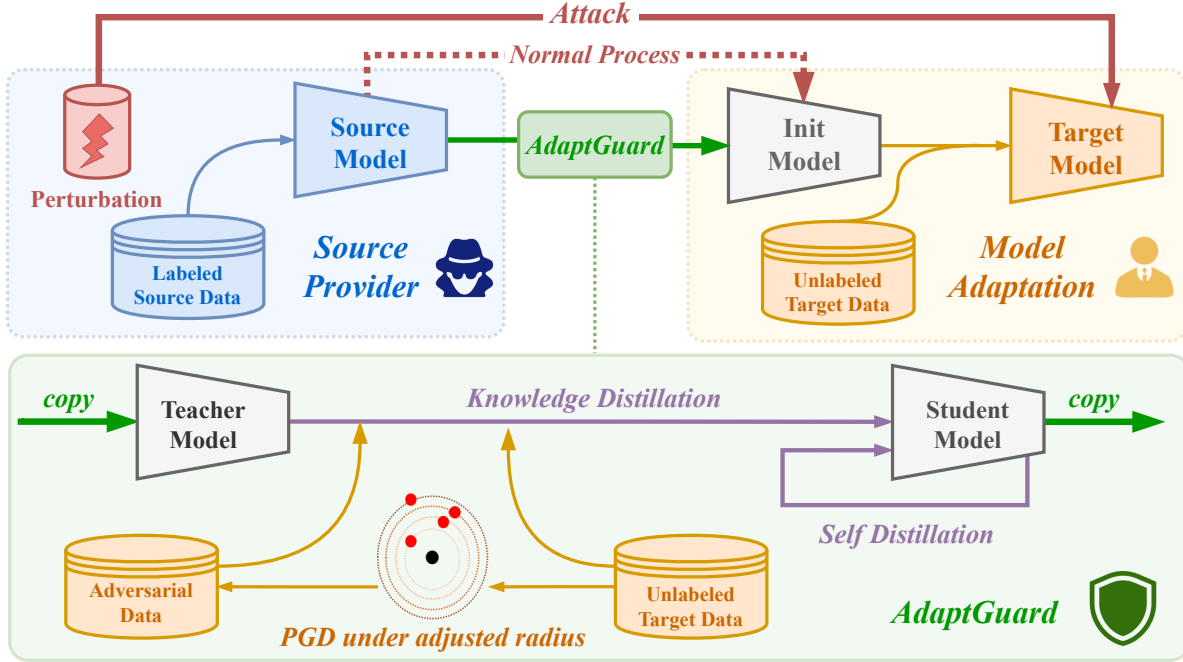 Attack
Normal Process
Source
Model
AdaptGuard
Init
Model
Target
Model
Perturbation
Labeled
Source Data
Source
Provider
Unlabeled
Target Data
Model
Adaptation
copy
Teacher
Model
Knowledge Distillation
Student
Model
copy
Self Distillation
Adversarial
Data
PGD under adjusted radius
Unlabeled
Target Data
AdaptGuard